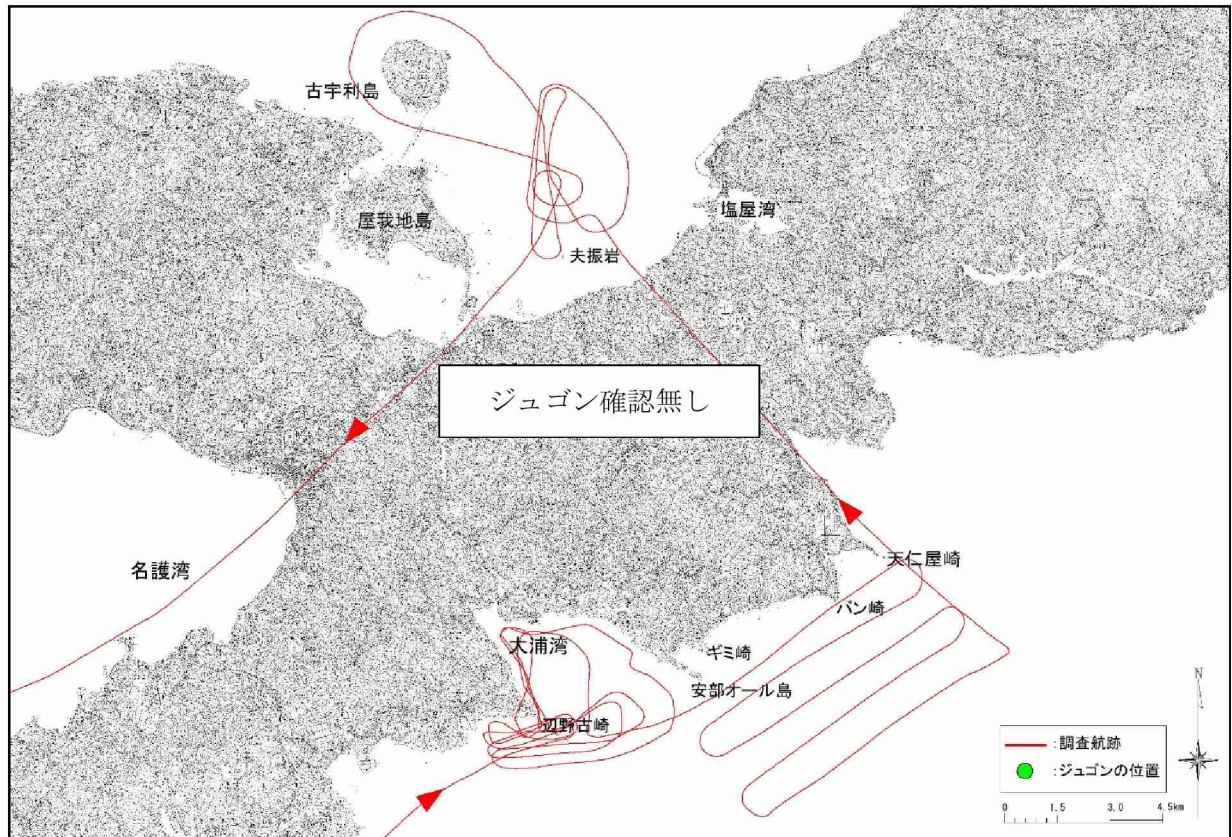 古宇利島
屋我地島
塩屋湾
夫振岩
ジュゴン確認無し
名護湾
天仁屋崎
バン崎
大浦湾
ギミ崎
安部オール島
辺野古崎
N
:調査航跡
:ジュゴンの位置
0 1.5 3.0 4.5km